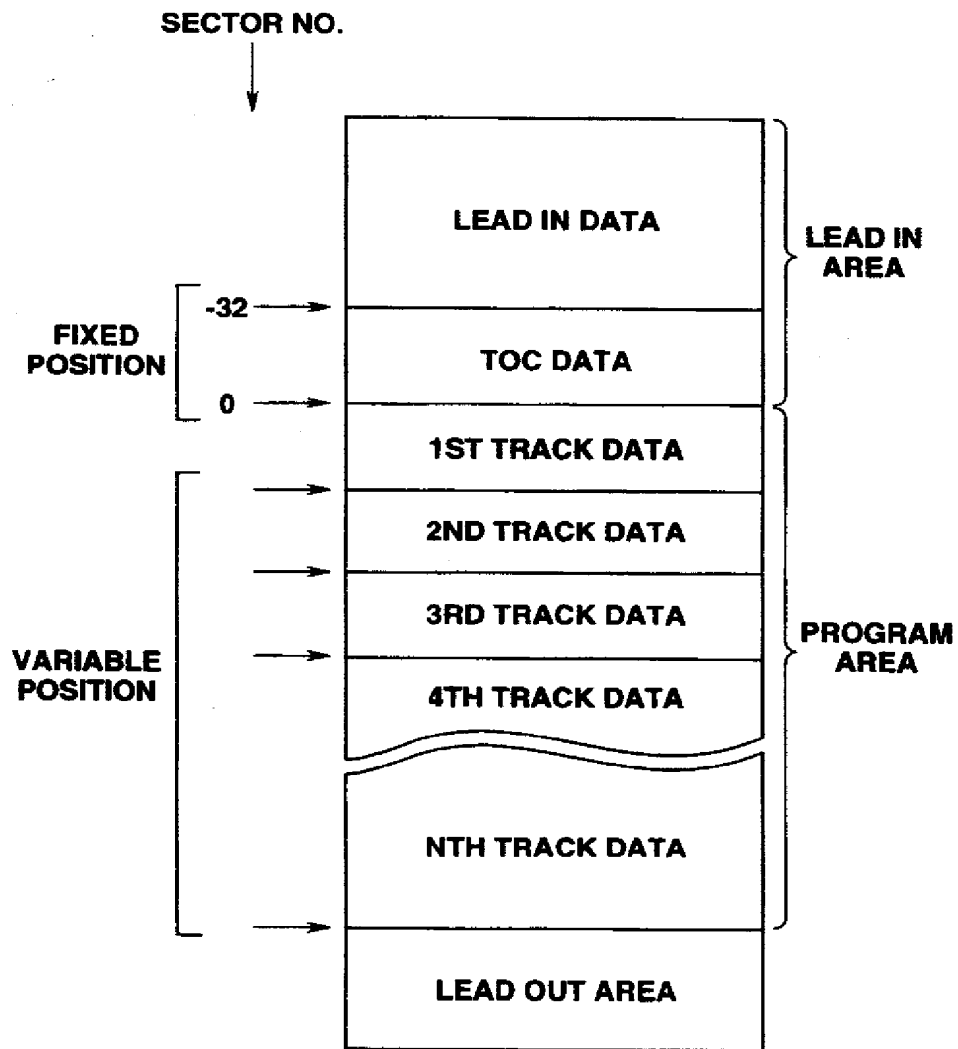 SECTOR NO.
LEAD IN DATA
LEAD IN
AREA
-32
FIXED
POSITION
TOC DATA
0
1ST TRACK DATA
2ND TRACK DATA
3RD TRACK DATA
PROGRAM
AREA
VARIABLE
POSITION
4TH TRACK DATA
NTH TRACK DATA
LEAD OUT AREA